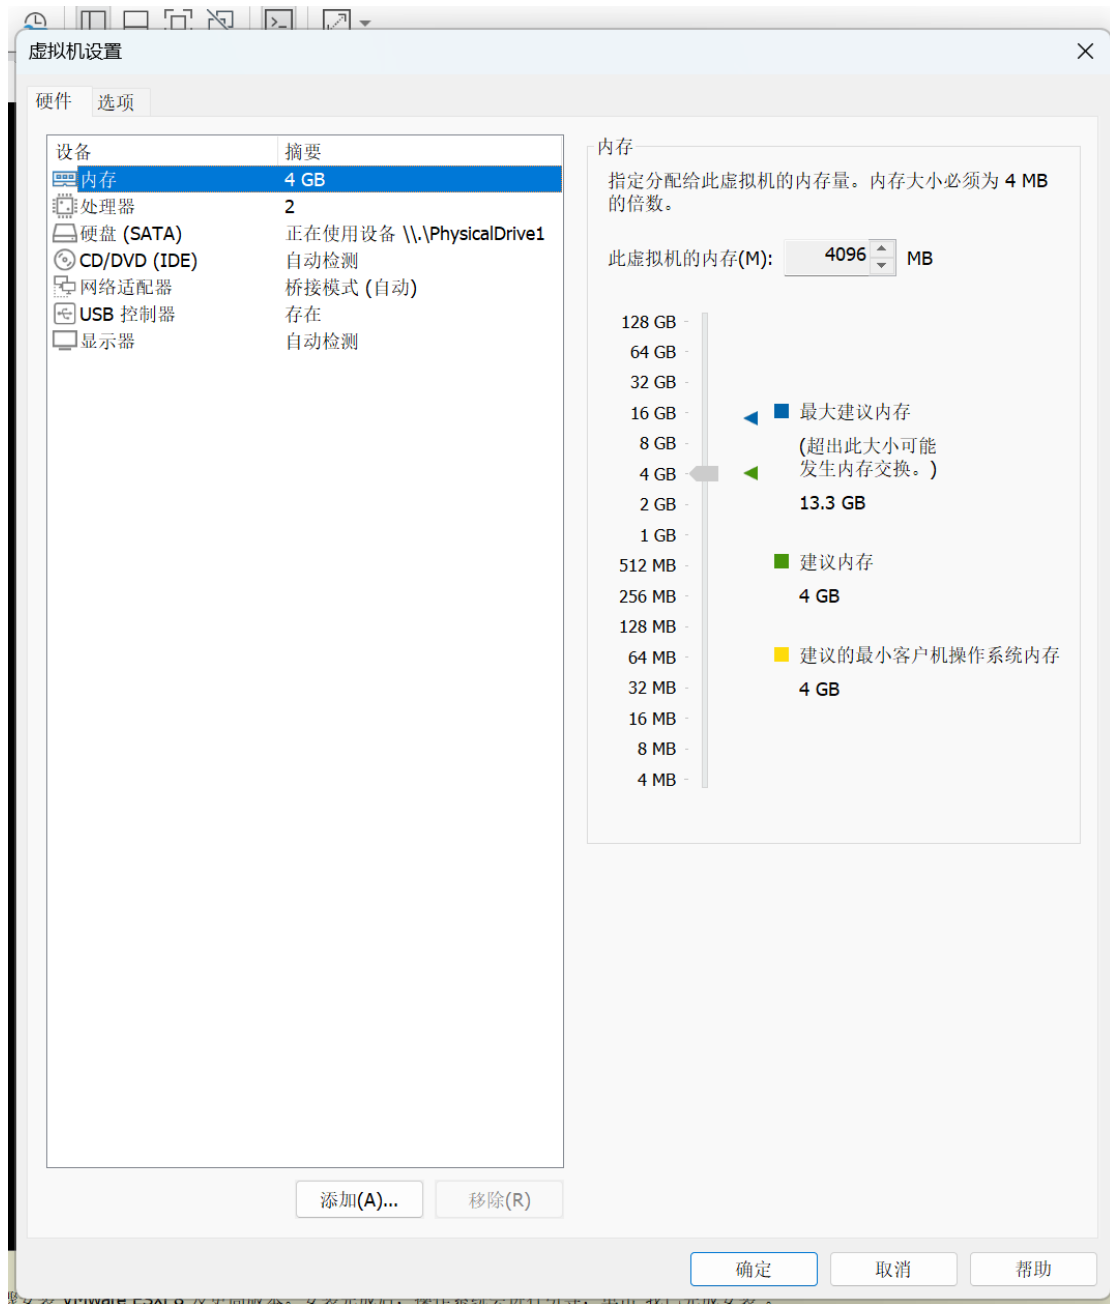 虚拟机设置
硬件
选项
设备 摘要
内存 4 GB
处理器 2
硬盘 (SATA) 正在使用设备 \\.\PhysicalDrive1
CD/DVD (IDE) 自动检测
网络适配器 桥接模式 (自动)
USB 控制器 存在
显示器 自动检测
添加(A)...
移除(R)
内存
指定分配给此虚拟机的内存量。内存大小必须为 4 MB
的倍数。
此虚拟机的内存(M): 4096 MB
128 GB
64 GB
32 GB
16 GB
8 GB
4 GB
2 GB
1 GB
512 MB
256 MB
128 MB
64 MB
32 MB
16 MB
8 MB
4 MB
最大建议内存
(超出此大小可能
发生内存交换。)
13.3 GB
建议内存
4 GB
建议的最小客户机操作系统内存
4 GB
确定
取消
帮助